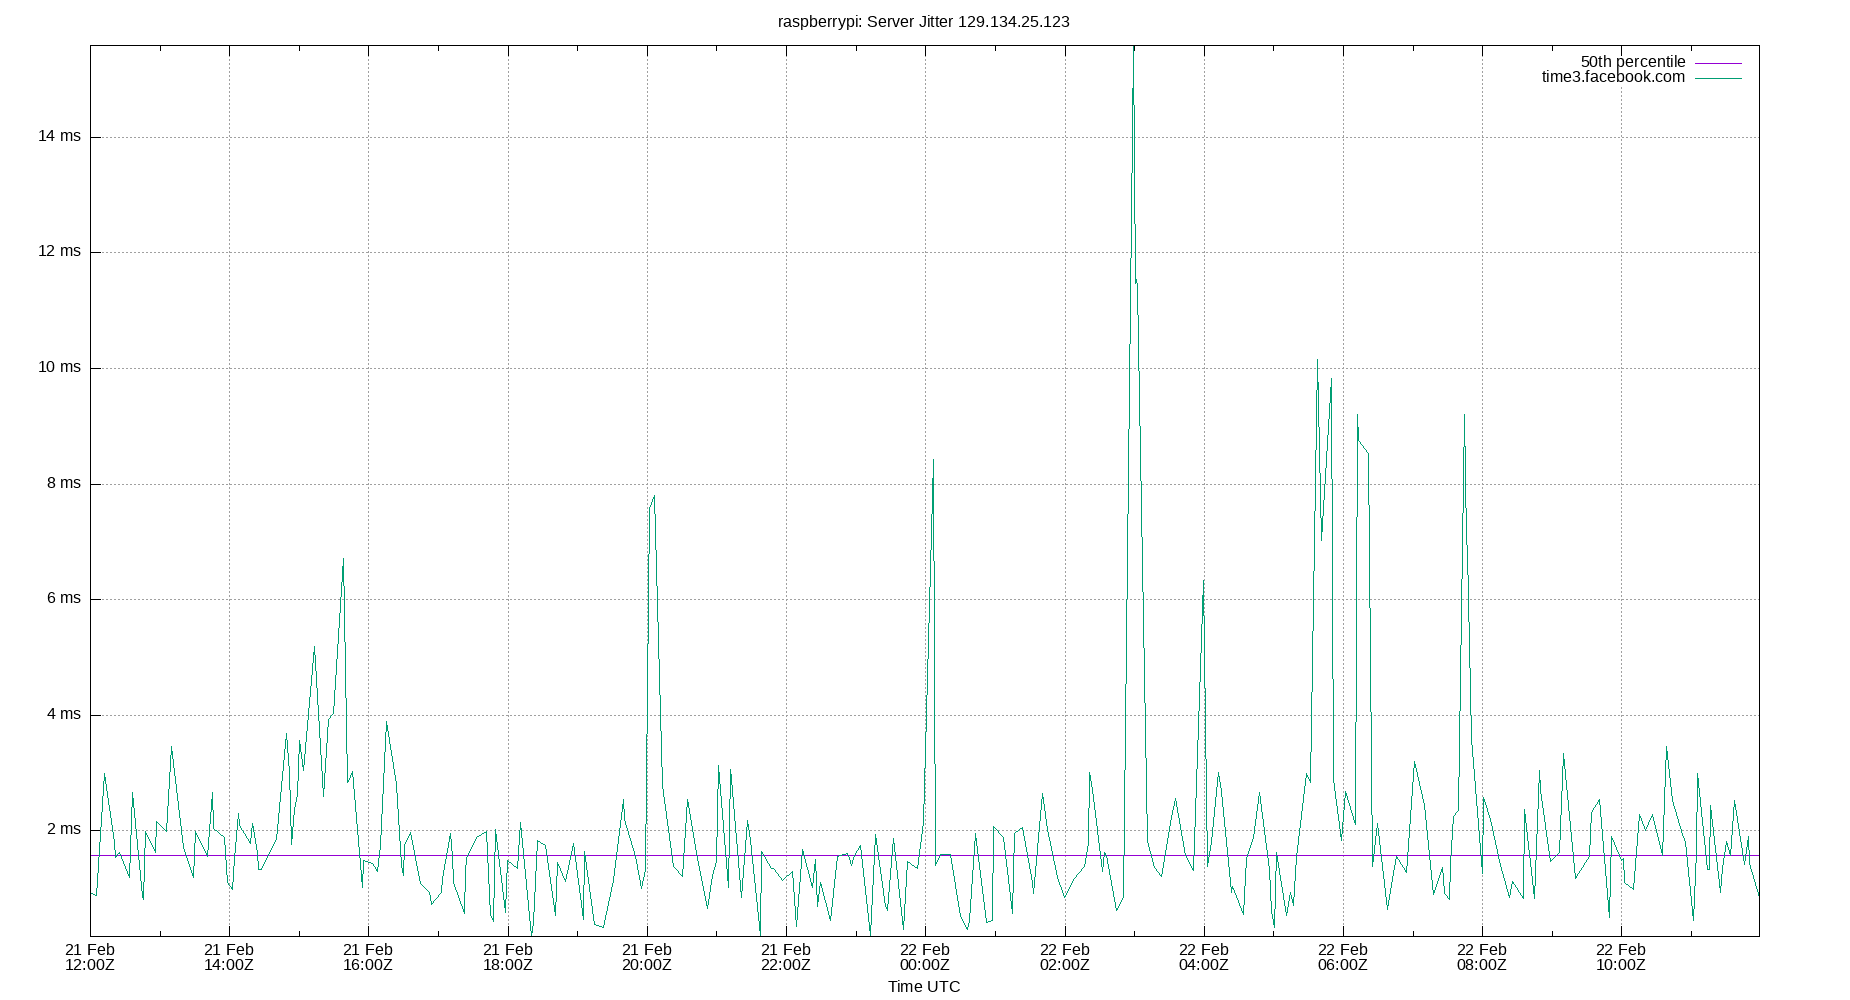 raspberrypi: Server Jitter 129.134.25.123
50th percentile
time3.facebook.com
14 ms
12 ms
10 ms
8 ms
6 ms
4 ms
2 ms
21 Feb 21 Feb 21 Feb 21 Feb 21 Feb 21 Feb 22 Feb 22 Feb 22 Feb 22 Feb 22 Feb 22 Feb
12:00Z 14:00Z 16:00Z 18:00Z 20:00Z 22:00Z 00:00Z 02:00Z 04:00Z 06:00Z 08:00Z 10:00Z
Time UTC